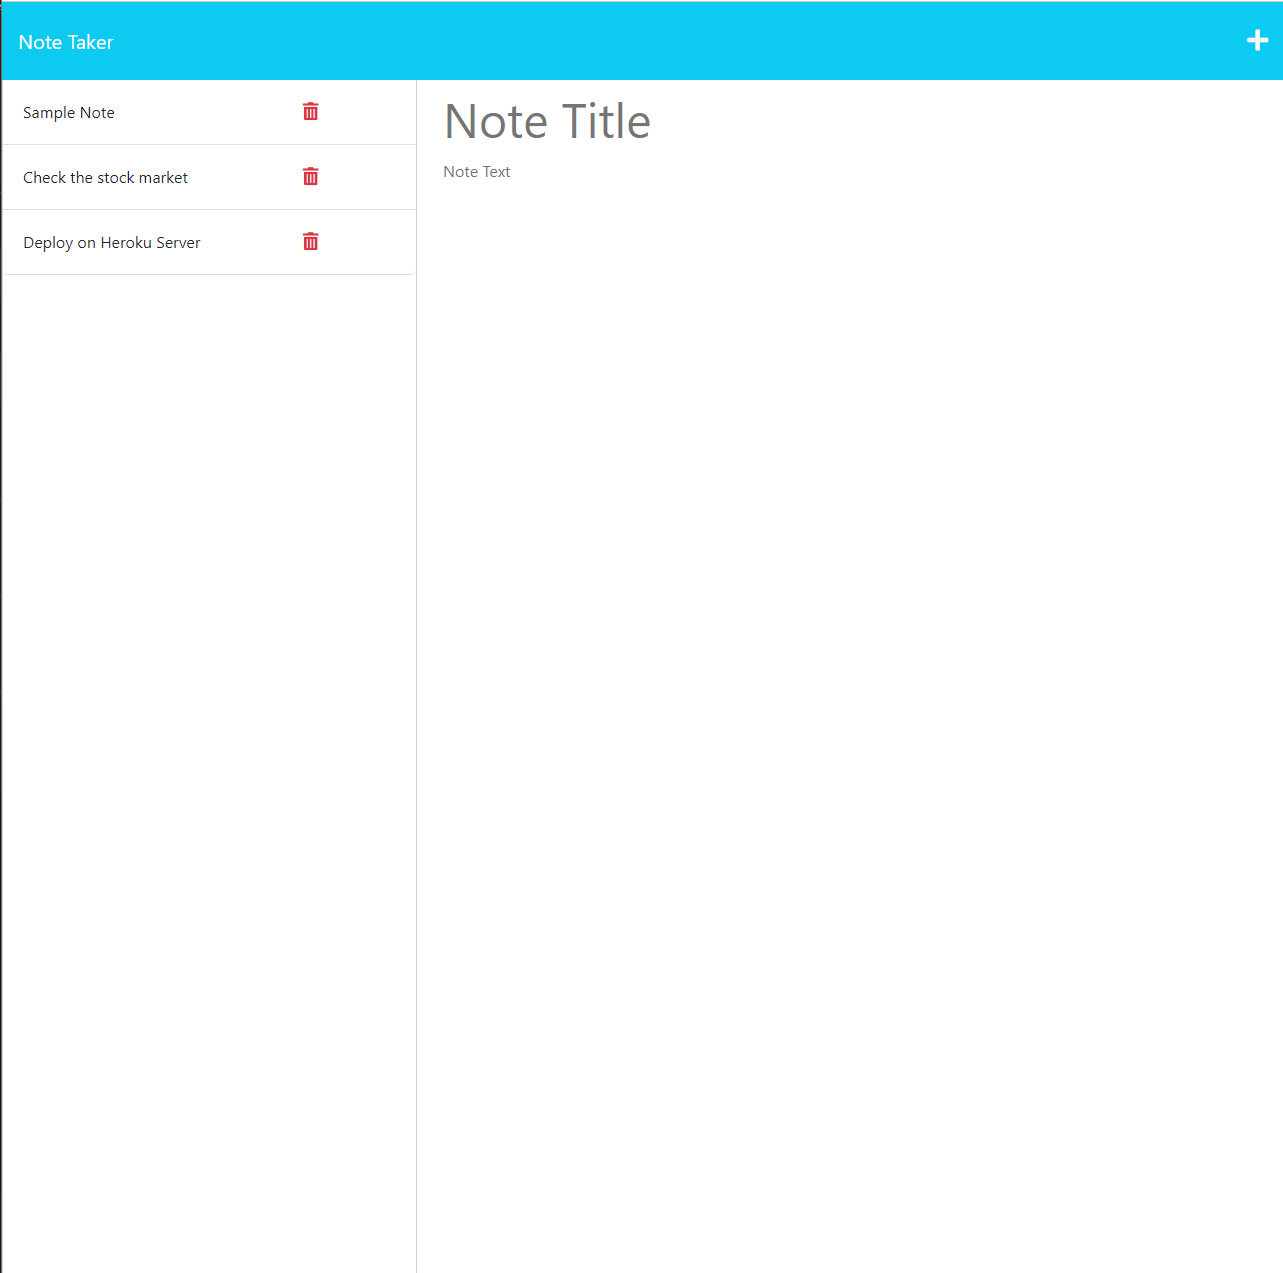 Note Taker
Sample Note
Check the stock market
Deploy on Heroku Server
Note Title
Note Text